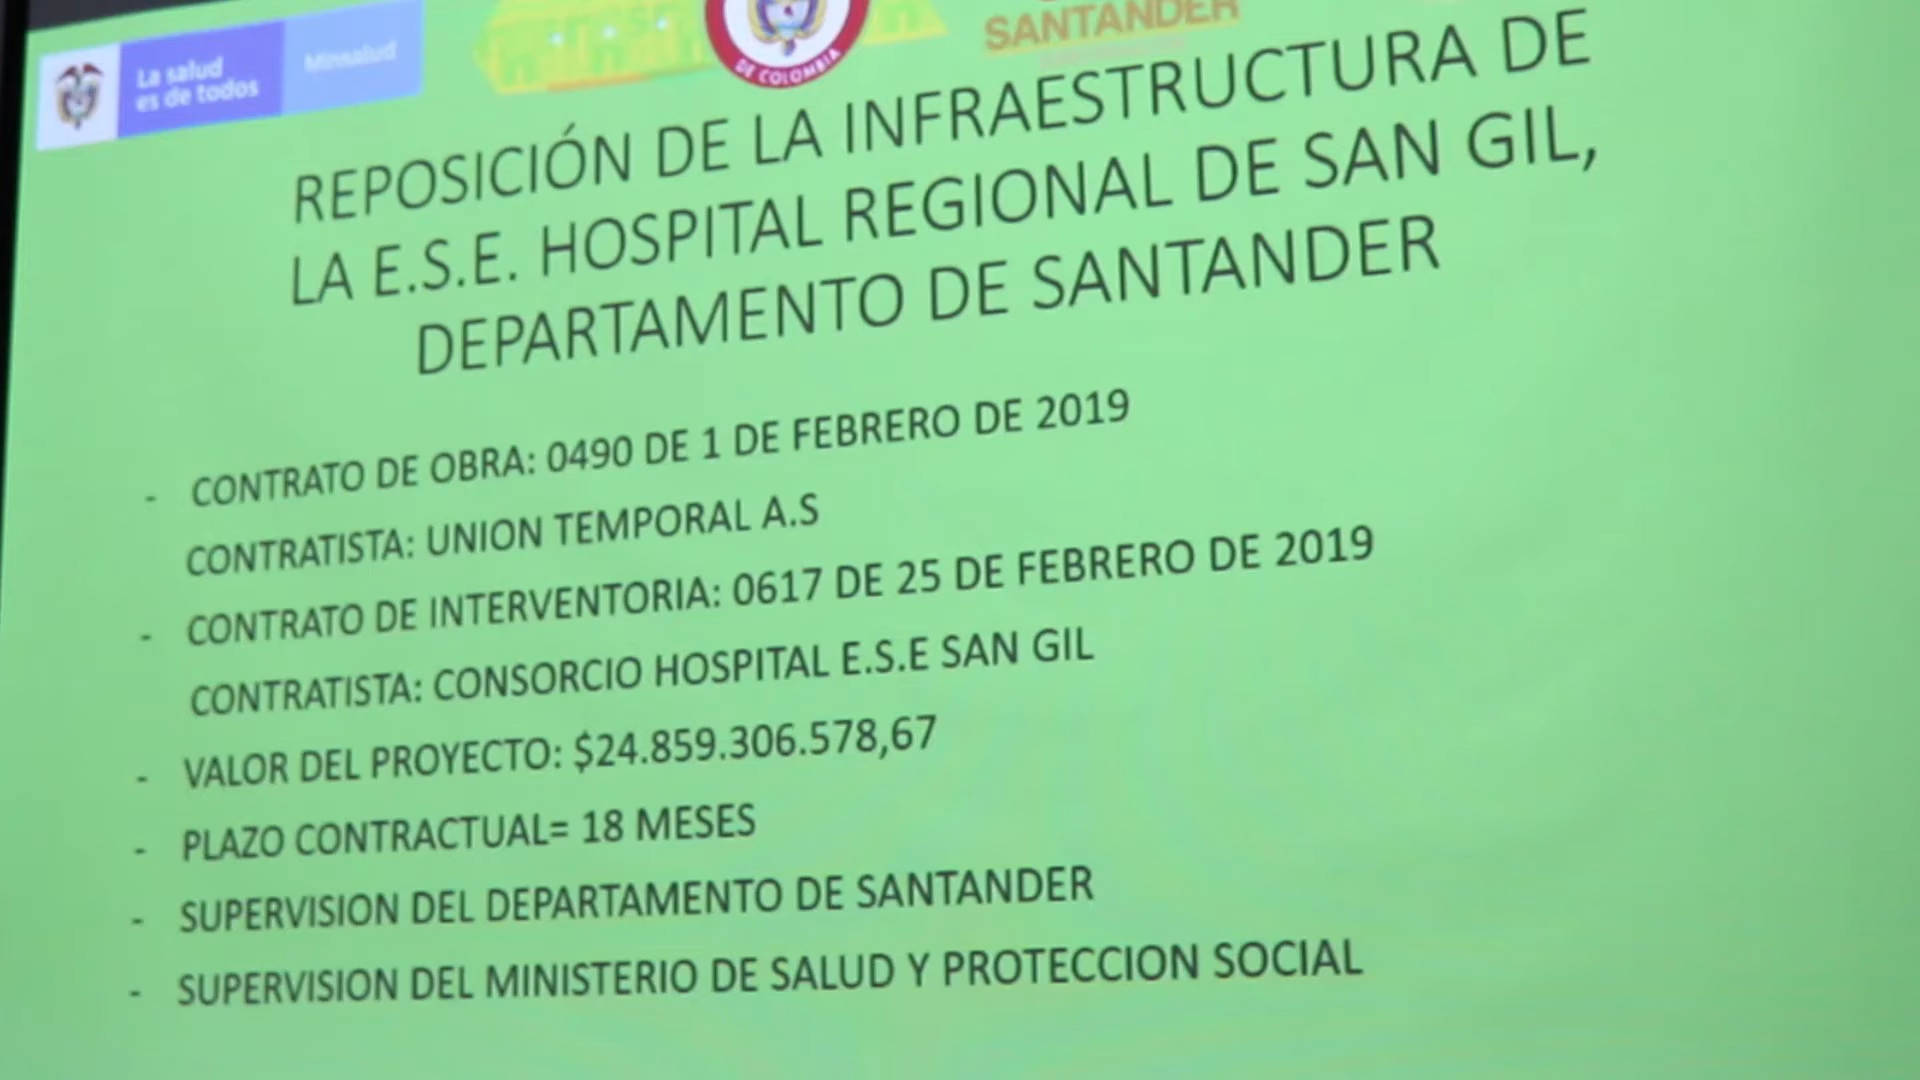 La salud
es de todos
Minsalud
DE COLOMBIA
SANTANDER
REPOSICIÓN DE LA INFRAESTRUCTURA DE
LA E.S.E. HOSPITAL REGIONAL DE SAN GIL,
DEPARTAMENTO DE SANTANDER
- CONTRATO DE OBRA: 0490 DE 1 DE FEBRERO DE 2019
CONTRATISTA: UNION TEMPORAL A.S
- CONTRATO DE INTERVENTORIA: 0617 DE 25 DE FEBRERO DE 2019
CONTRATISTA: CONSORCIO HOSPITAL E.S.E SAN GIL
- VALOR DEL PROYECTO: $24.859.306.578,67
- PLAZO CONTRACTUAL= 18 MESES
- SUPERVISION DEL DEPARTAMENTO DE SANTANDER
- SUPERVISION DEL MINISTERIO DE SALUD Y PROTECCION SOCIAL